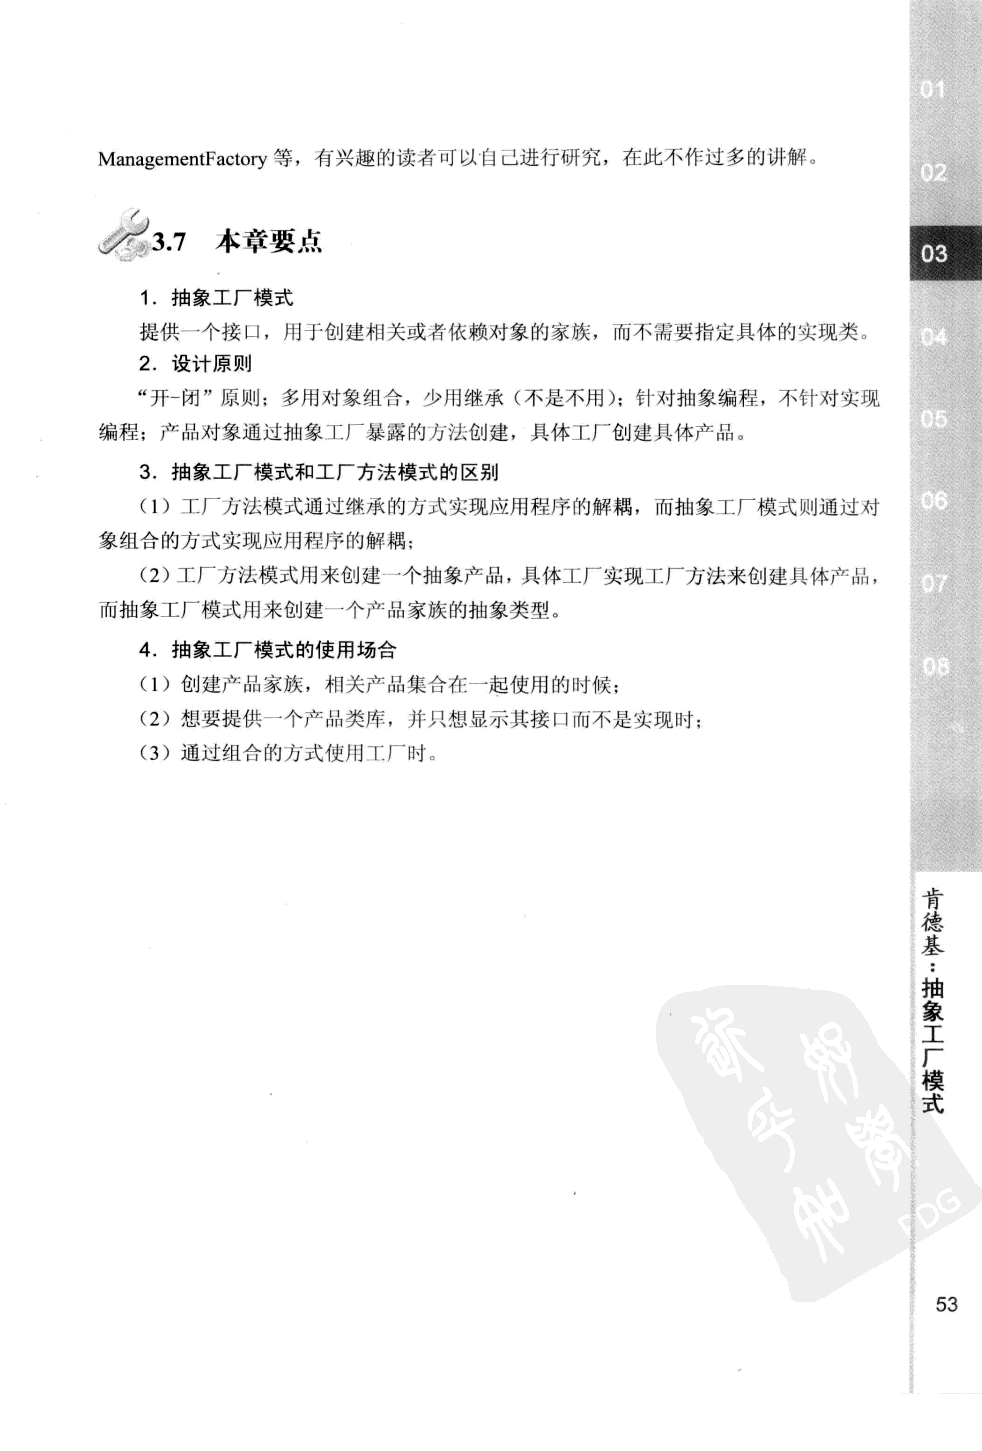 01
ManagementFactory 等，有兴趣的读者可以自己进行研究，在此不作过多的讲解。
02
3.7 本章要点
03
1．抽象工厂模式
提供一个接口，用于创建相关或者依赖对象的家族，而不需要指定具体的实现类。
04
2．设计原则
“开-闭”原则；多用对象组合，少用继承（不是不用）；针对抽象编程，不针对实现
05
编程；产品对象通过抽象工厂暴露的方法创建，具体工厂创建具体产品。
3．抽象工厂模式和工厂方法模式的区别
（1）工厂方法模式通过继承的方式实现应用程序的解耦，而抽象工厂模式则通过对
06
象组合的方式实现应用程序的解耦；
（2）工厂方法模式用来创建一个抽象产品，具体工厂实现工厂方法来创建具体产品，
07
而抽象工厂模式用来创建一个产品家族的抽象类型。
4．抽象工厂模式的使用场合
08
（1）创建产品家族，相关产品集合在一起使用的时候；
（2）想要提供一个产品类库，并只想显示其接口而不是实现时；
（3）通过组合的方式使用工厂时。
肯德基：抽象工厂模式
PDG
53